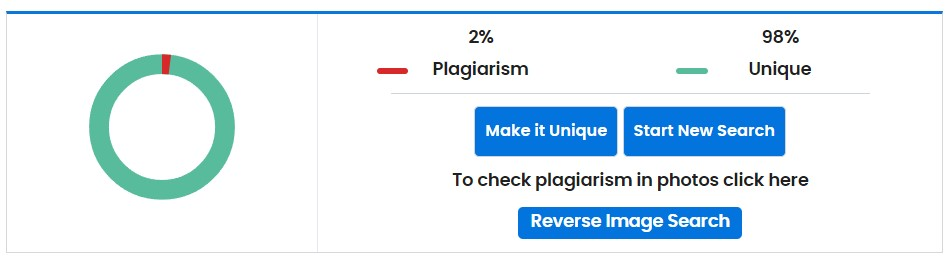 2% 98%
Plagiarism Unique
Make it Unique Start New Search
To check plagiarism in photos click here
Reverse Image Search